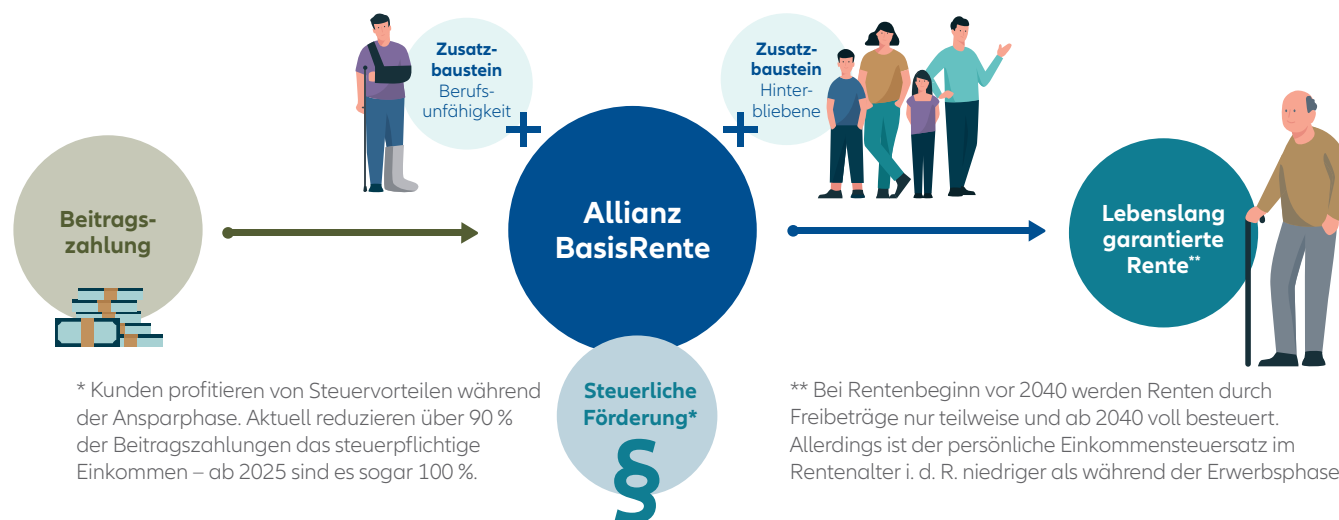 Zusatz-
baustein
Berufs-
unfähigkeit
Zusatz-
baustein
Hinter-
bliebene
Beitrags-
zahlung
Allianz
BasisRente
Lebenslang
garantierte
Rente**
Steuerliche
Förderung*
§
* Kunden profitieren von Steuervorteilen während
der Ansparphase. Aktuell reduzieren über 90 %
der Beitragszahlungen das steuerpflichtige
Einkommen – ab 2025 sind es sogar 100 %.
** Bei Rentenbeginn vor 2040 werden Renten durch
Freibeträge nur teilweise und ab 2040 voll besteuert.
Allerdings ist der persönliche Einkommensteuersatz im
Rentenalter i. d. R. niedriger als während der Erwerbsphase